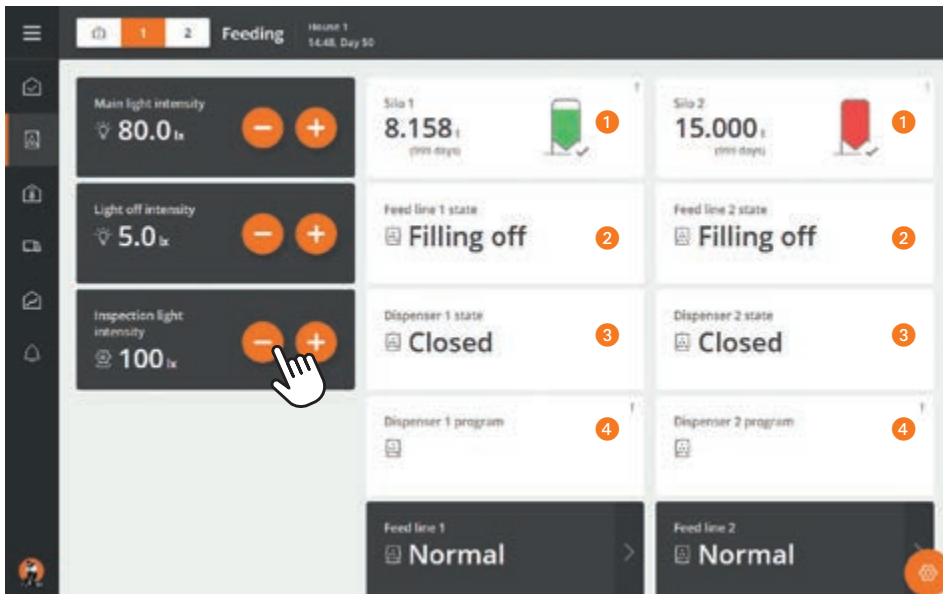 1 2 Feeding House 1
14:48, Day 50
Main light intensity
80.0 lx
Light off intensity
5.0 lx
Inspection light
intensity
100 lx
Silo 1
8.158 t
(999 days)
1
Feed line 1 state
Filling off
2
Dispenser 1 state
Closed
3
Dispenser 1 program
4
Feed line 1
Normal
Silo 2
15.000 t
(999 days)
1
Feed line 2 state
Filling off
2
Dispenser 2 state
Closed
3
Dispenser 2 program
4
Feed line 2
Normal